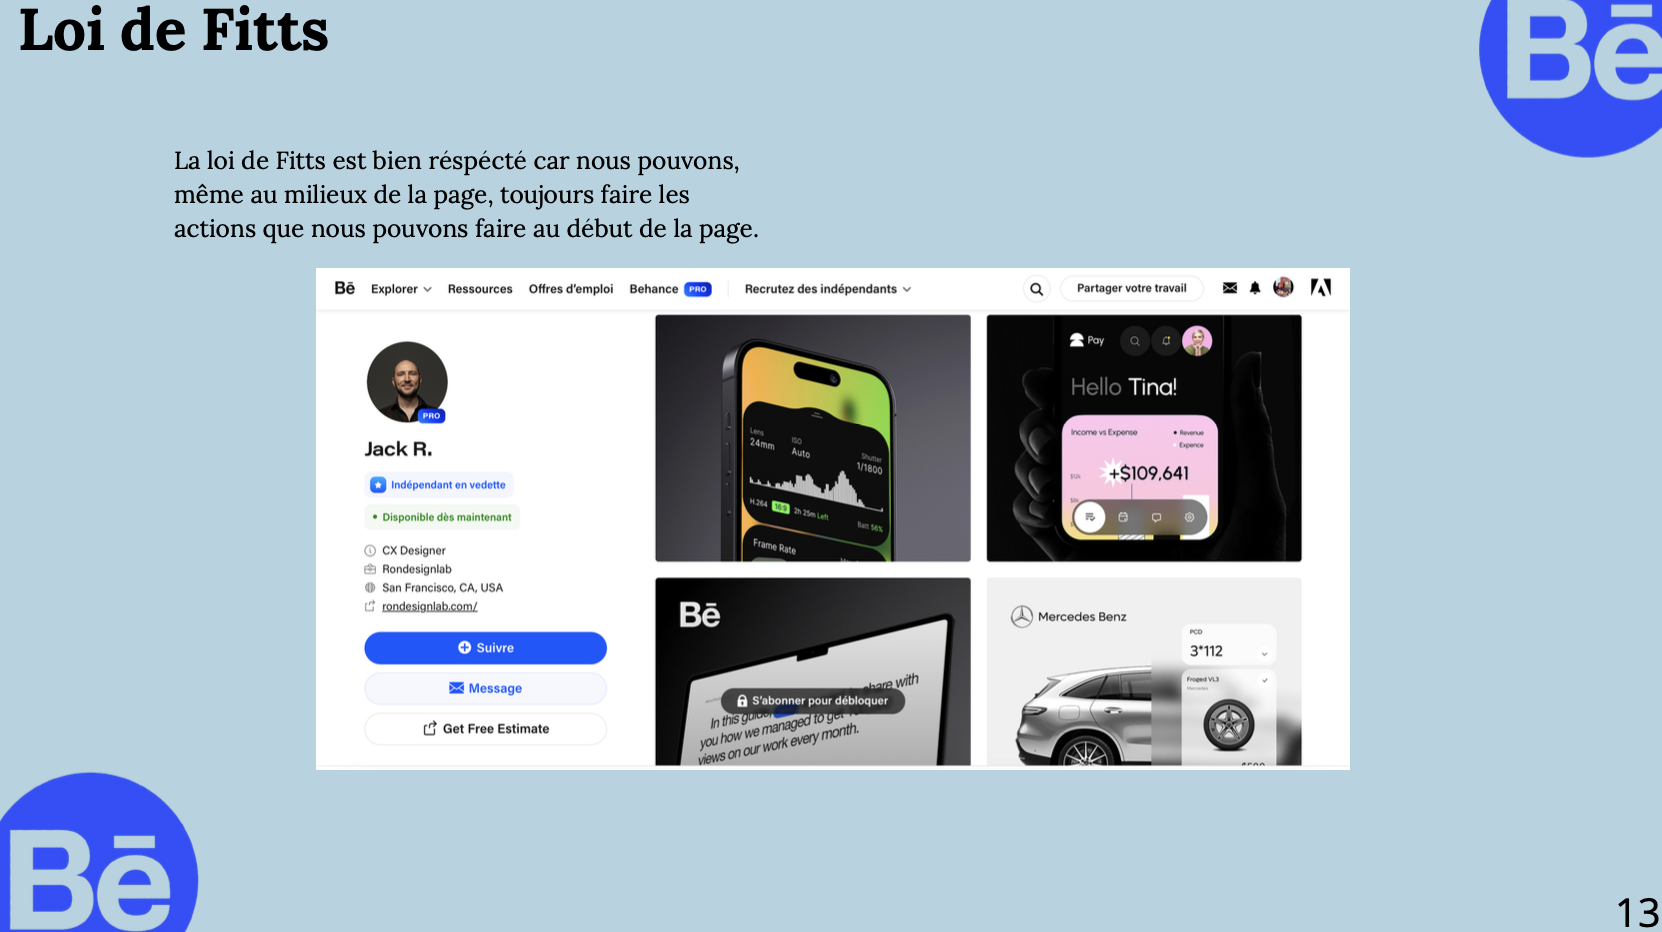 Loi de Fitts
Bē
La loi de Fitts est bien réspécté car nous pouvons,
même au milieux de la page, toujours faire les
actions que nous pouvons faire au début de la page.
Bē Explorer Ressources Offres d'emploi Behance PRO Recrutez des indépendants Partager votre travail
PRO
Jack R.
Indépendant en vedette
Disponible dès maintenant
CX Designer
Rondesignlab
San Francisco, CA, USA
rondesignlab.com/
Suivre
Message
Get Free Estimate
Lens
24mm
ISO
Auto
Shutter
1/1800
H.264 16:9 2h 25m Left Batt 56%
Frame Rate
Pay
Hello Tina!
Income vs Expense
Revenue
Expence
+$109,641
Bē
S'abonner pour débloquer
share with
In this guide,
you how we managed to get
views on our work every month.
Mercedes Benz
PCD
3*112
Froged VL3
Mercedes
Bē
13